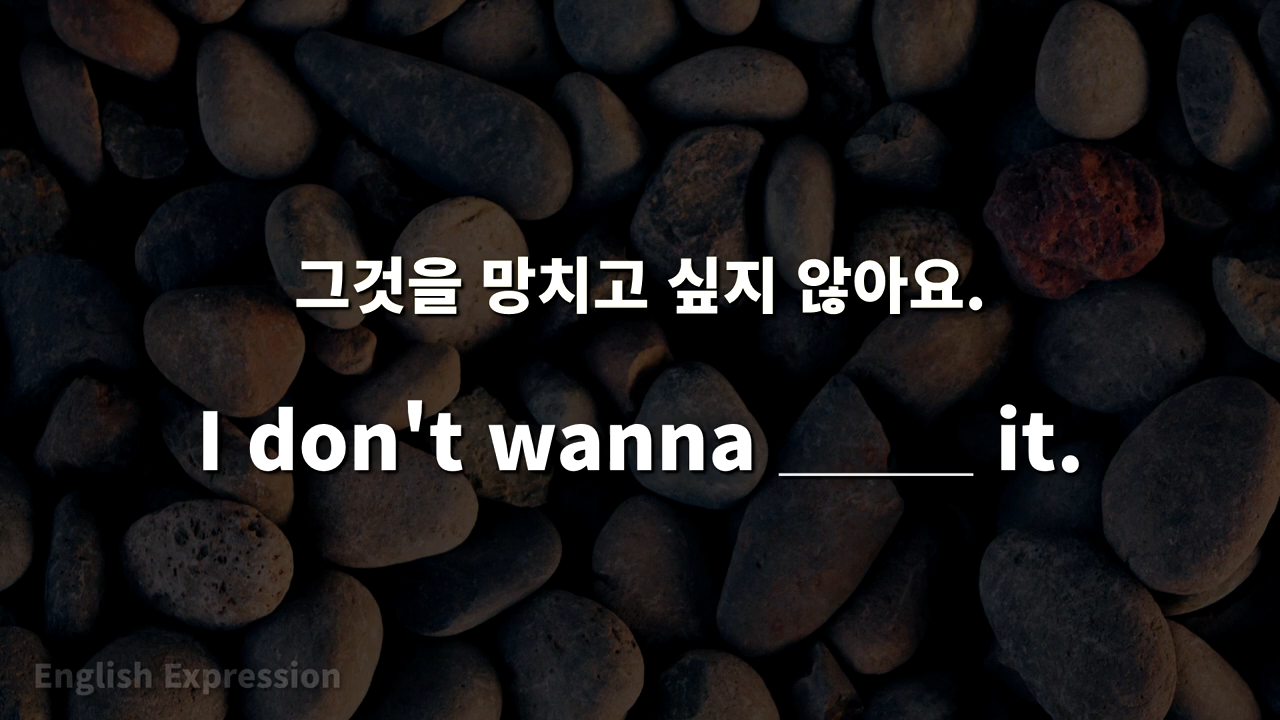 그것을 망치고 싶지 않아요.
I don't wanna _____ it.
English Expression